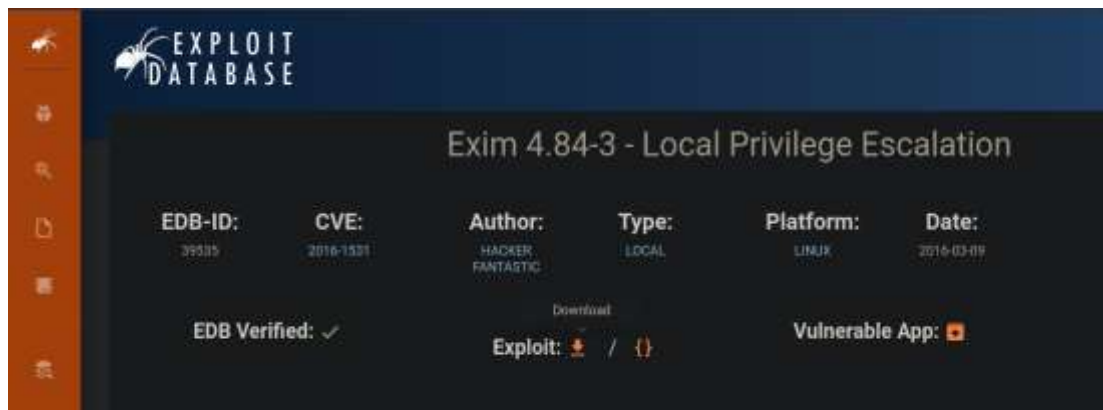 EXPLOIT
DATABASE
Exim 4.84-3 - Local Privilege Escalation
EDB-ID: CVE: Author: Type: Platform: Date:
39535 2016-1531 HACKER LOCAL LINUX 2016-03-09
FANTASTIC
Download
EDB Verified: ✓ Exploit: / {} Vulnerable App: